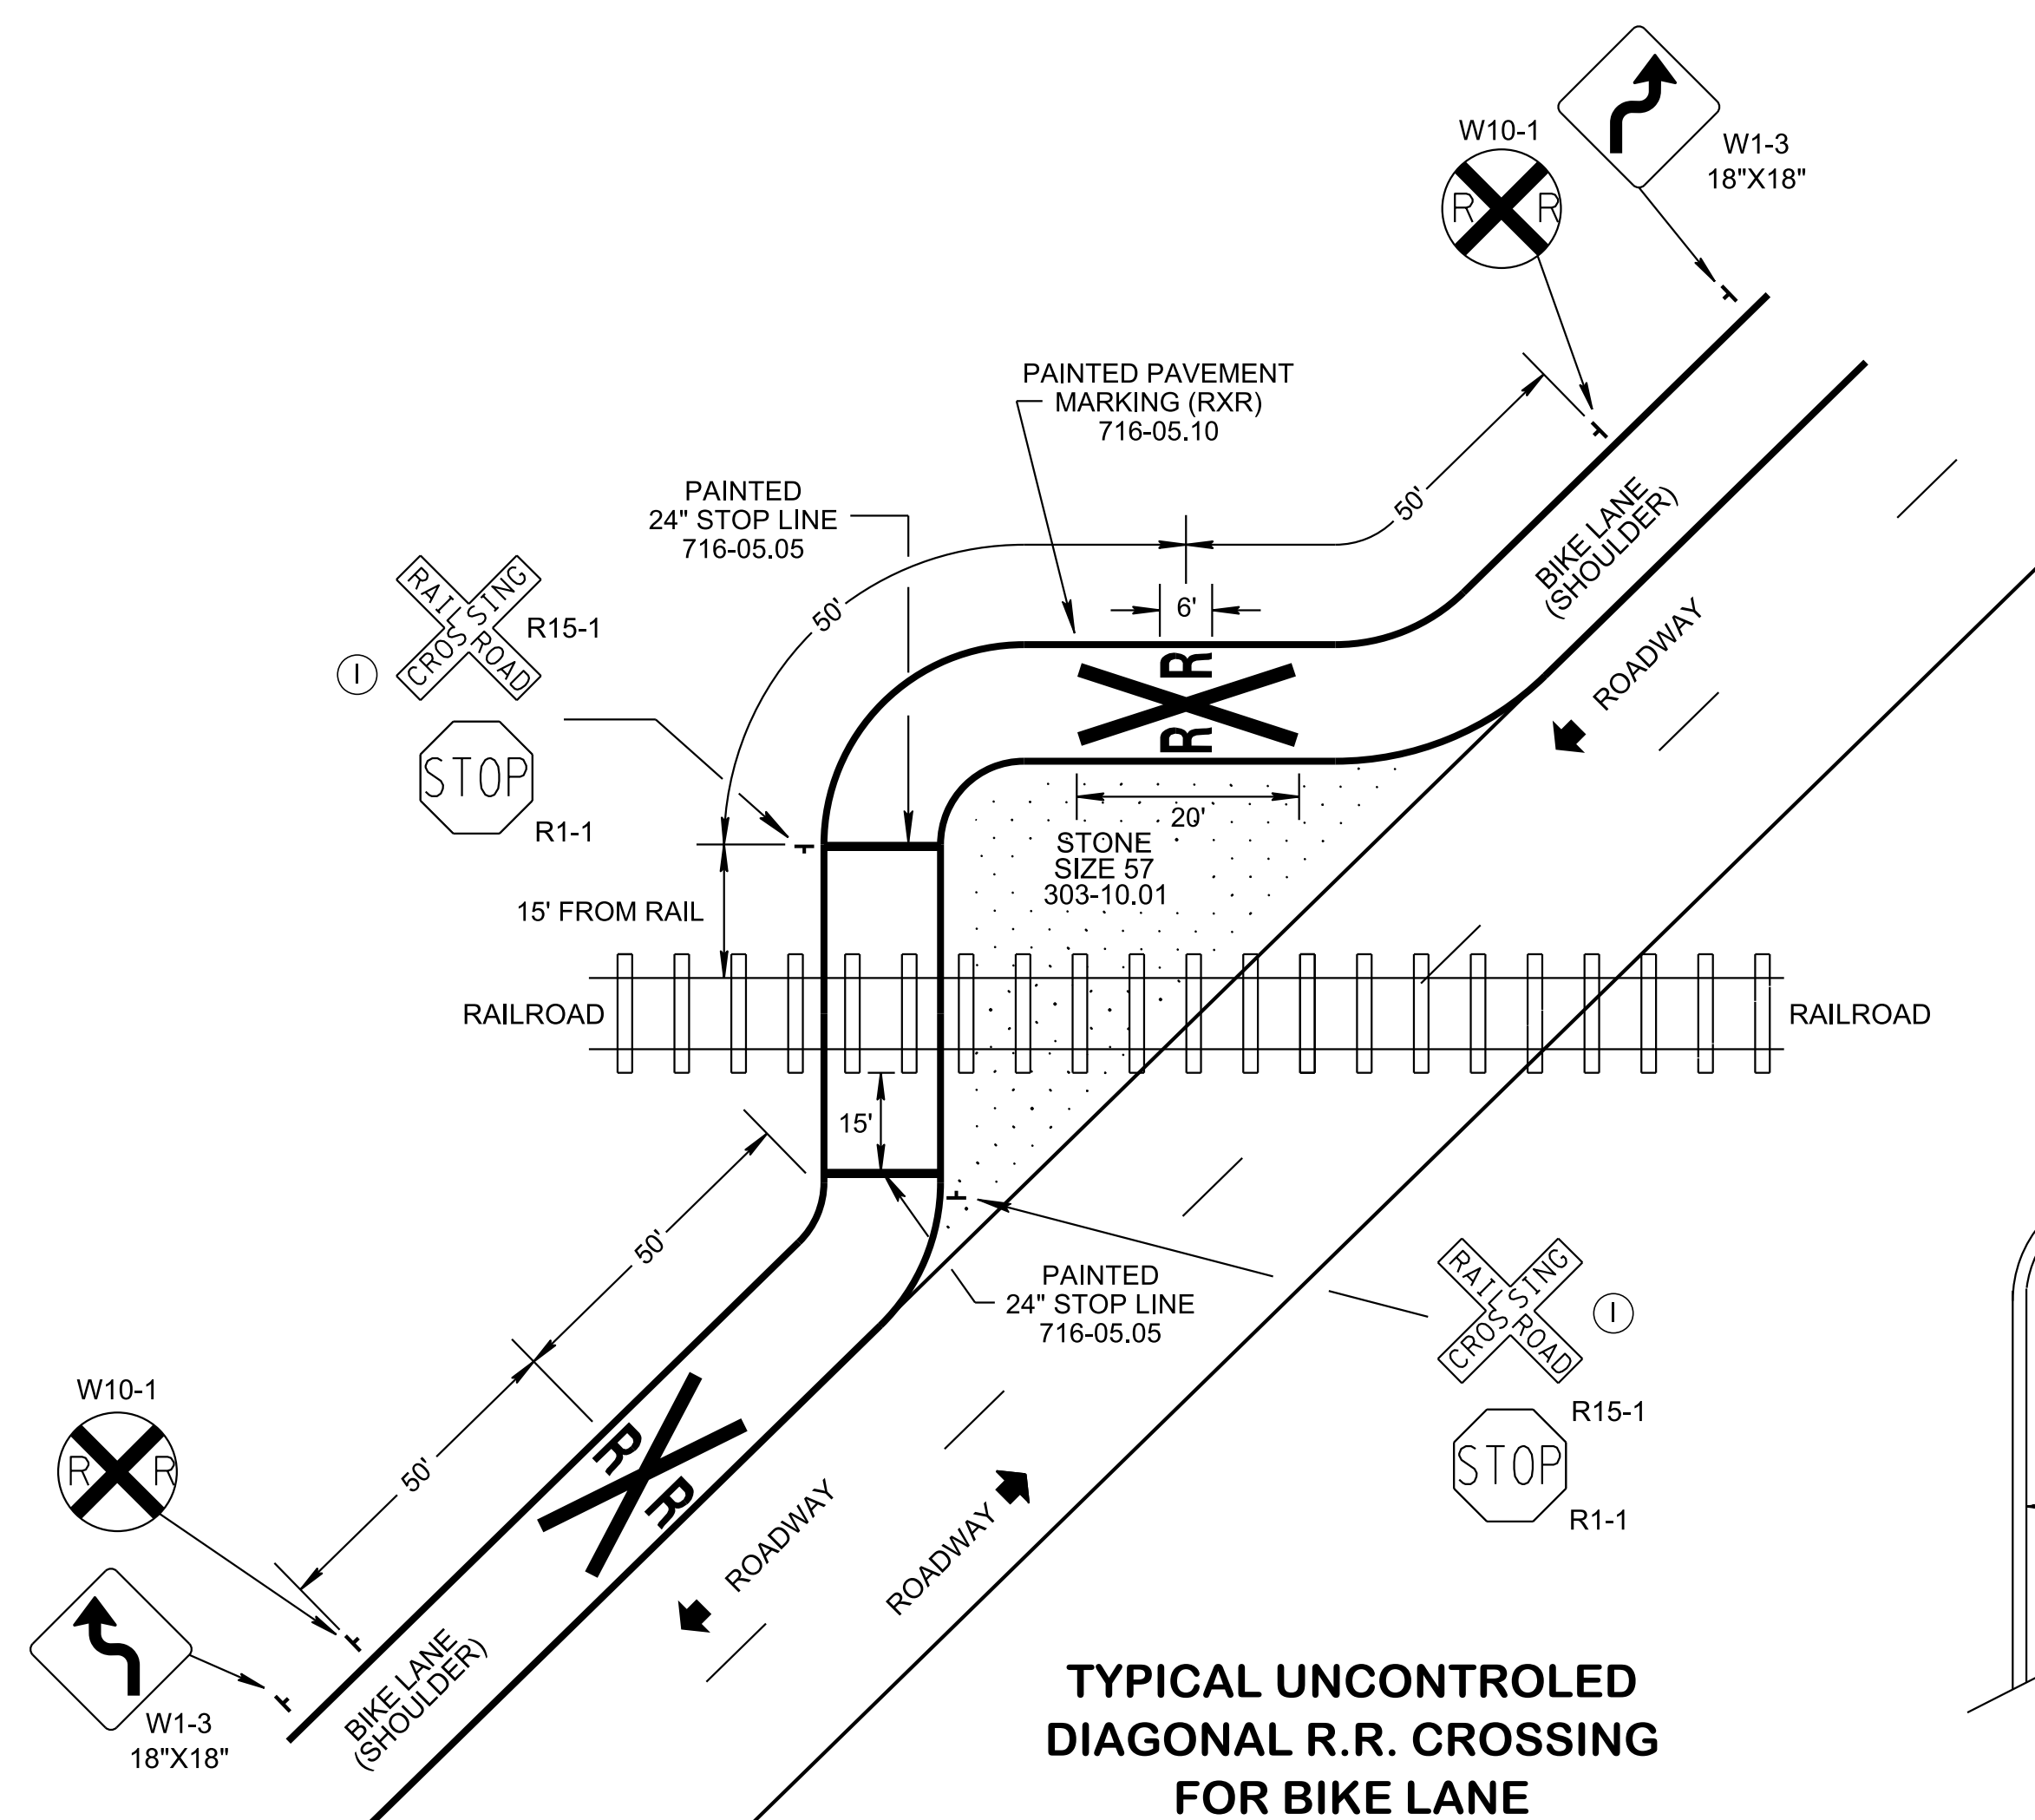 W10-1
R R
W1-3
18"X18"
PAINTED PAVEMENT
MARKING (RXR)
716-05.10
PAINTED
24" STOP LINE
716-05.05
50'
50'
6'
BIKE LANE
(SHOULDER)
ROADWAY
RAILROAD
CROSSING
R15-1
I
STOP
R1-1
R R
20'
STONE
SIZE 57
303-10.01
15' FROM RAIL
RAILROAD
RAILROAD
15'
50'
50'
PAINTED
24" STOP LINE
716-05.05
RAILROAD
CROSSING
I
R15-1
STOP
R1-1
W10-1
R R
R R
ROADWAY
ROADWAY
W1-3
18"X18"
BIKE LANE
(SHOULDER)
TYPICAL UNCONTROLED
DIAGONAL R.R. CROSSING
FOR BIKE LANE